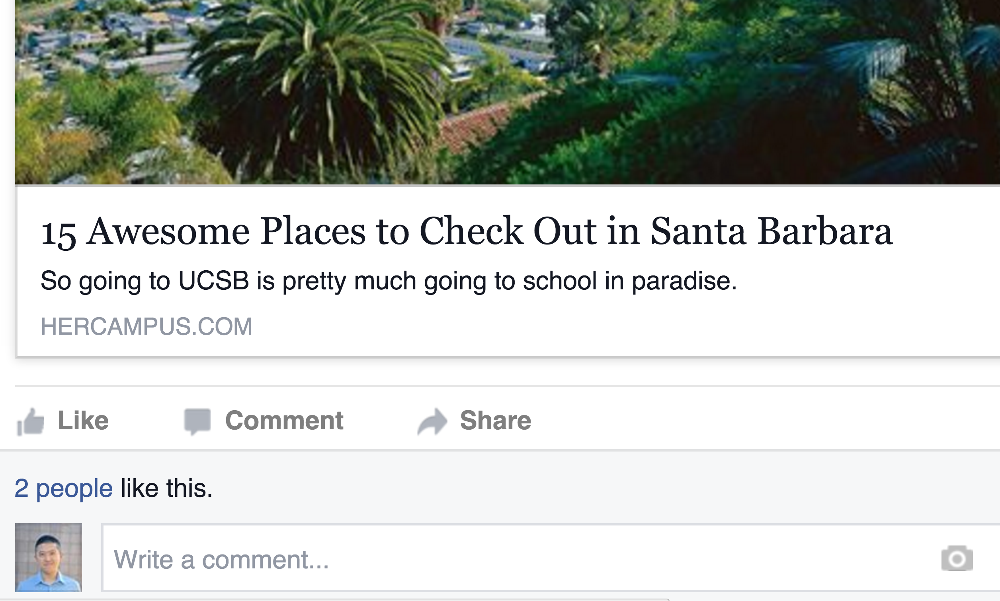 15 Awesome Places to Check Out in Santa Barbara
So going to UCSB is pretty much going to school in paradise.
HERCAMPUS.COM
Like Comment Share
2 people like this.
Write a comment...